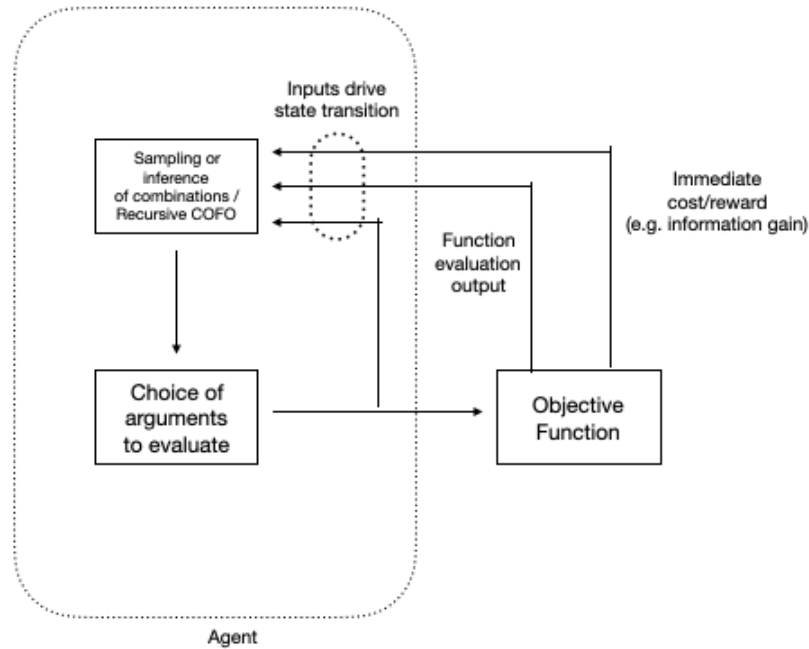 Inputs drive
state transition
Sampling or
inference
of combinations /
Recursive COFO
Immediate
cost/reward
(e.g. information gain)
Function
evaluation
output
Choice of
arguments
to evaluate
Objective
Function
Agent